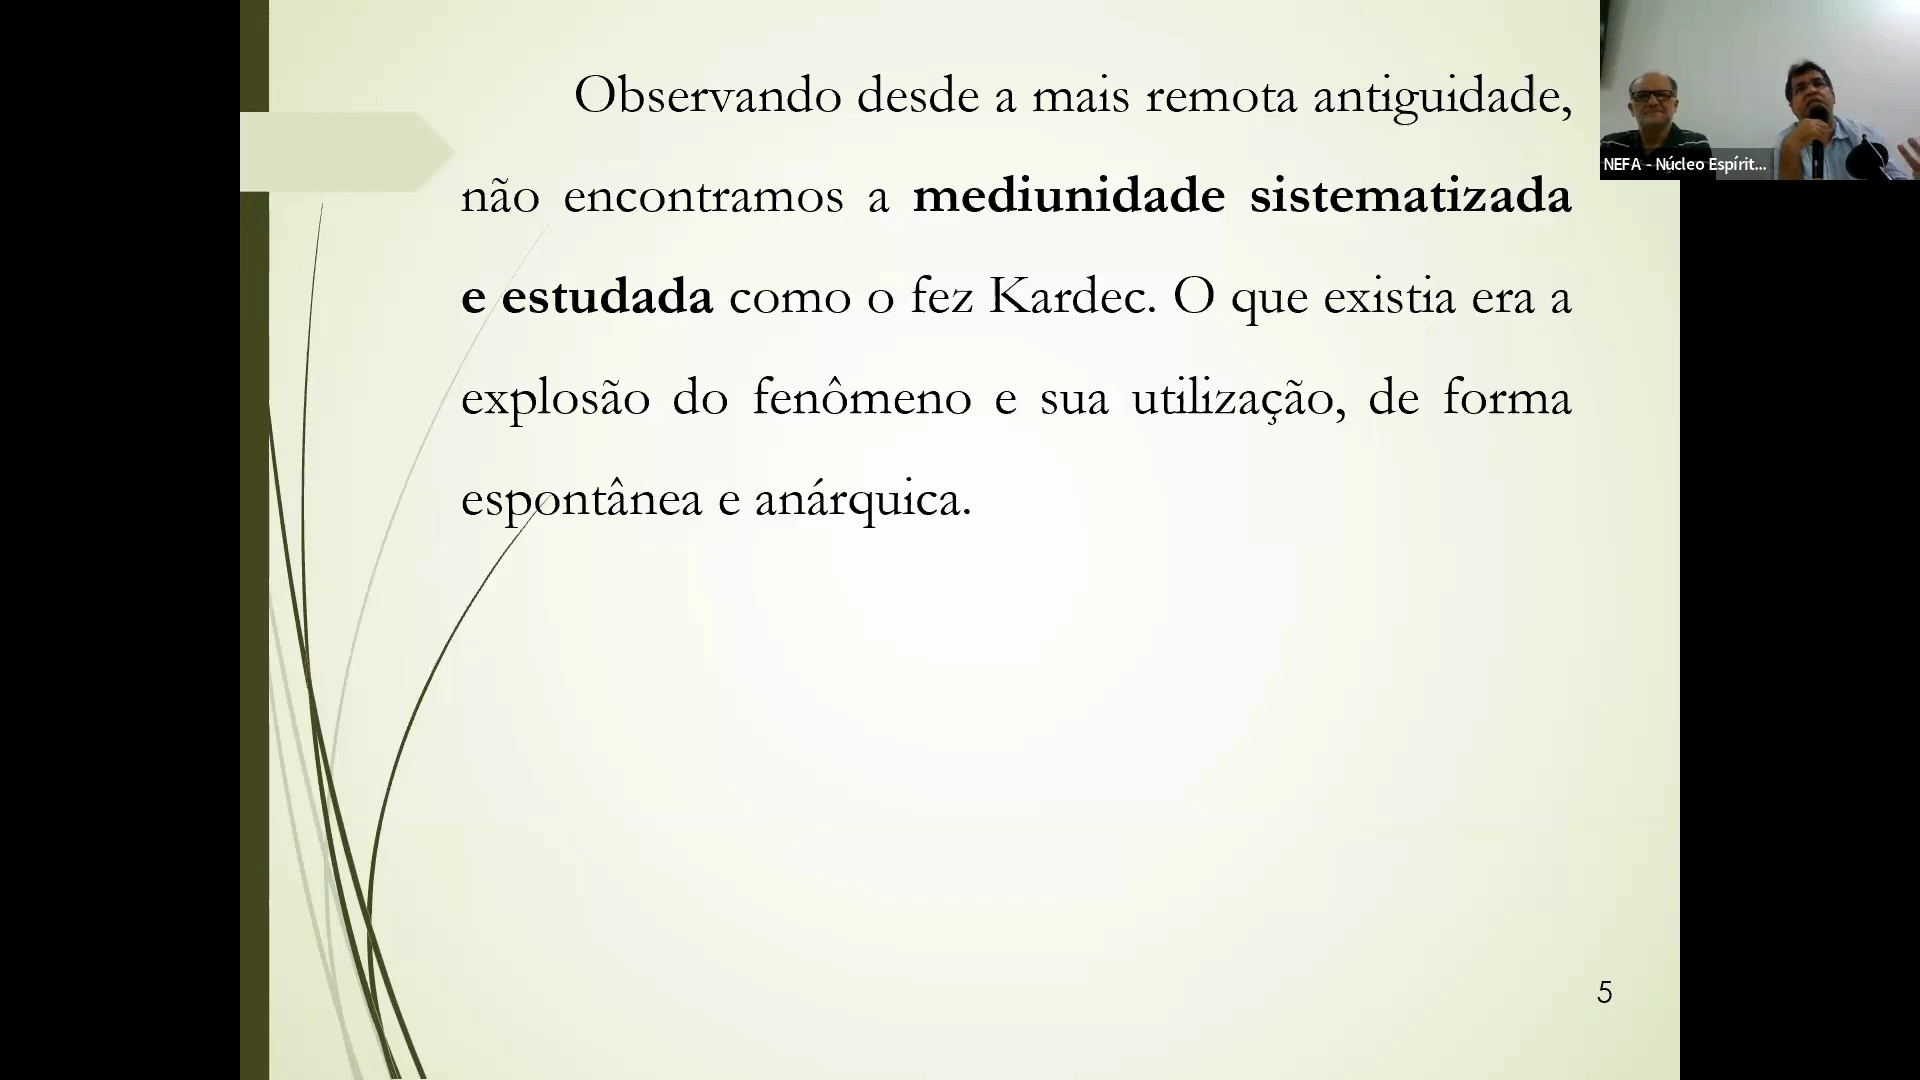 Observando desde a mais remota antiguidade,
não encontramos a mediunidade sistematizada
e estudada como o fez Kardec. O que existia era a
explosão do fenômeno e sua utilização, de forma
espontânea e anárquica.
NEFA - Núcleo Espírit...
5